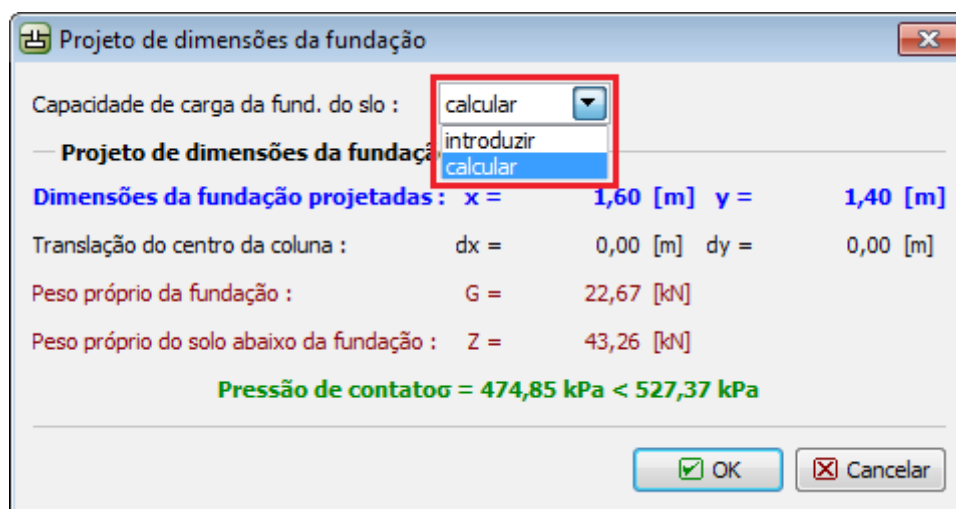 Projeto de dimensões da fundação
Capacidade de carga da fund. do slo : calcular
introduzir
Projeto de dimensões da fundaçã
calcular
Dimensões da fundação projetadas : x = 1,60 [m] y = 1,40 [m]
Translação do centro da coluna : dx = 0,00 [m] dy = 0,00 [m]
Peso próprio da fundação : G = 22,67 [kN]
Peso próprio do solo abaixo da fundação : Z = 43,26 [kN]
Pressão de contatoσ = 474,85 kPa < 527,37 kPa
OK Cancelar